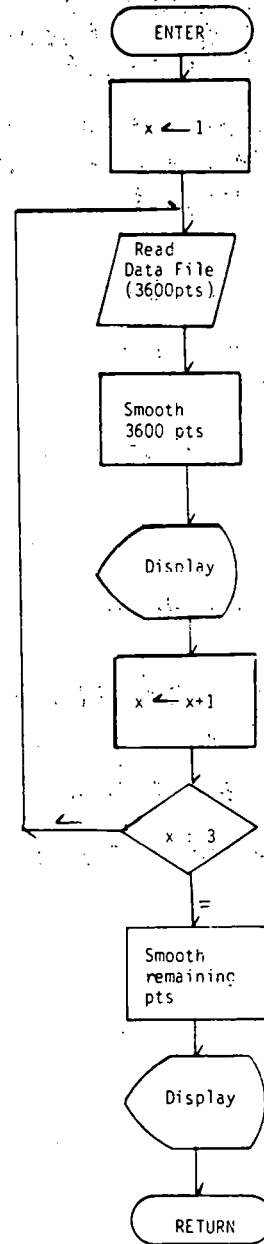 ENTER
x ← 1
Read
Data File
(3600pts)
Smooth
3600 pts
Display
x ← x+1
x : 3
=
Smooth
remaining
pts
Display
RETURN